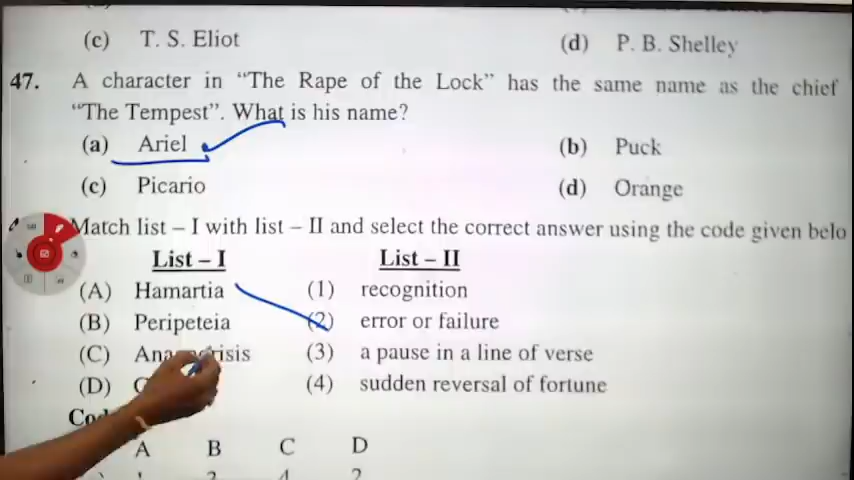 (c) T. S. Eliot (d) P. B. Shelley
47. A character in “The Rape of the Lock” has the same name as the chief
“The Tempest”. What is his name?
(a) Ariel (b) Puck
(c) Picario (d) Orange
Match list – I with list – II and select the correct answer using the code given belo
List – I List – II
(A) Hamartia (1) recognition
(B) Peripeteia (2) error or failure
(C) (3) a pause in a line of verse
(D) (4) sudden reversal of fortune
A B C D